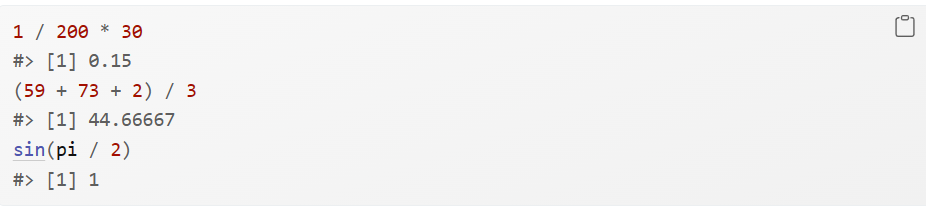 1 / 200 * 30
#> [1] 0.15
(59 + 73 + 2) / 3
#> [1] 44.66667
sin(pi / 2)
#> [1] 1